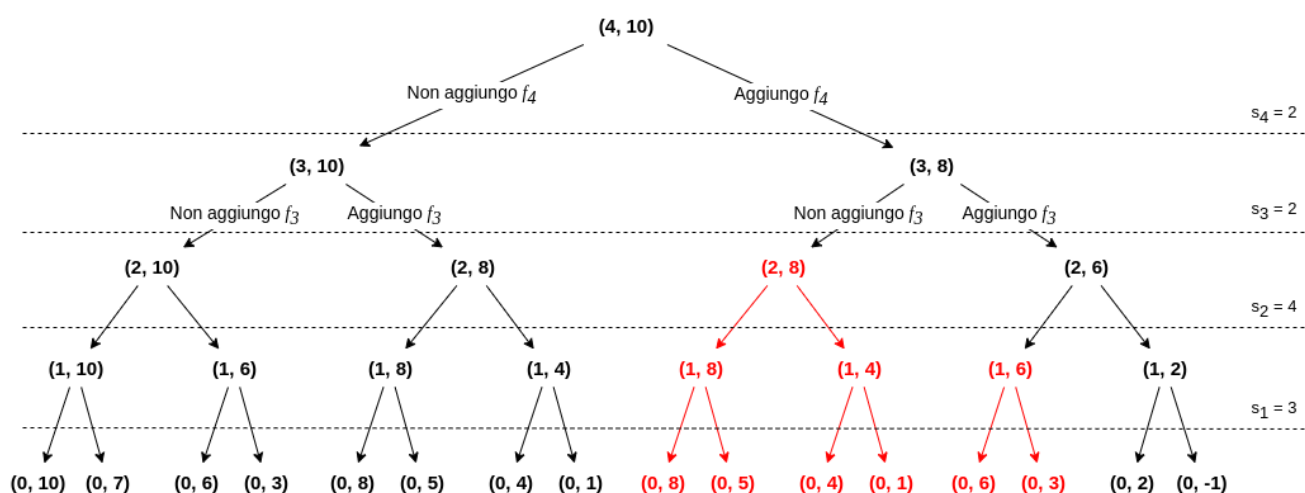 (4, 10)
Non aggiungo f4 Aggiungo f4
s4 = 2
(3, 10) (3, 8)
Non aggiungo f3 Aggiungo f3 Non aggiungo f3 Aggiungo f3
s3 = 2
(2, 10) (2, 8) (2, 8) (2, 6)
s2 = 4
(1, 10) (1, 6) (1, 8) (1, 4) (1, 8) (1, 4) (1, 6) (1, 2)
s1 = 3
(0, 10) (0, 7) (0, 6) (0, 3) (0, 8) (0, 5) (0, 4) (0, 1) (0, 8) (0, 5) (0, 4) (0, 1) (0, 6) (0, 3) (0, 2) (0, -1)